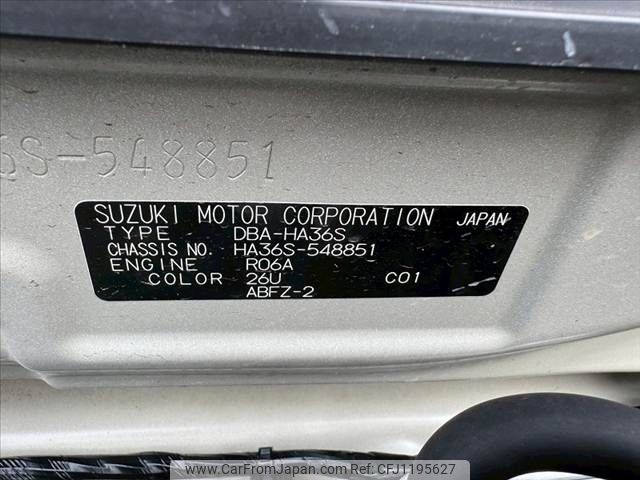 6S-548851
SUZUKI MOTOR CORPORATION JAPAN
TYPE DBA-HA36S
CHASSIS NO. HA36S-548851
ENGINE R06A
COLOR 26U C01
ABFZ-2
www.CarFromJapan.com CFJ1195627